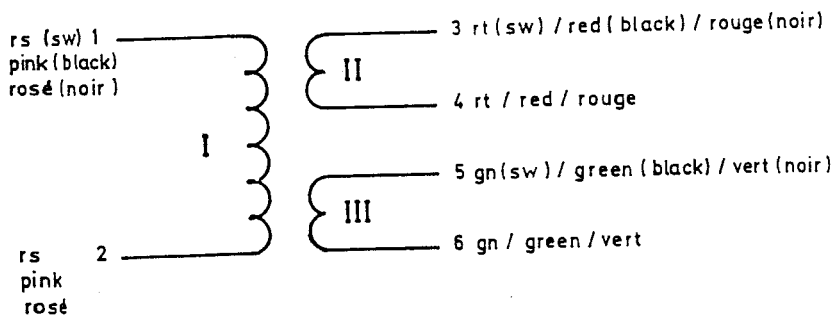 rs (sw) 1
pink(black)
rosé(noir)
I
rs 2
pink
rosé
3 rt(sw) / red(black) / rouge(noir)
II
4 rt / red / rouge
5 gn(sw) / green(black) / vert(noir)
III
6 gn / green / vert